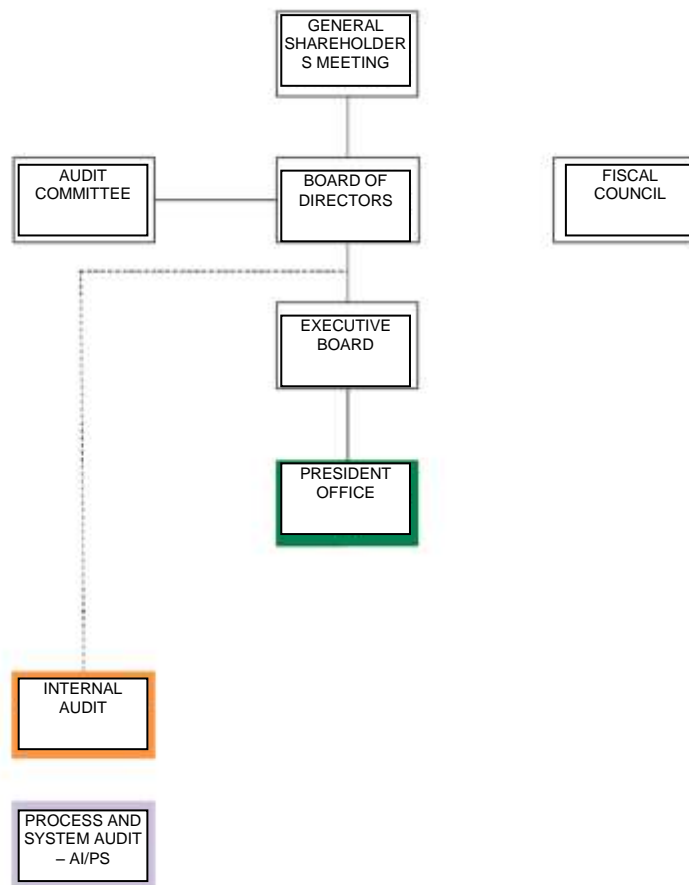 GENERAL
SHAREHOLDER
S MEETING
AUDIT
COMMITTEE
BOARD OF
DIRECTORS
FISCAL
COUNCIL
EXECUTIVE
BOARD
PRESIDENT
OFFICE
INTERNAL
AUDIT
PROCESS AND
SYSTEM AUDIT
– AI/PS